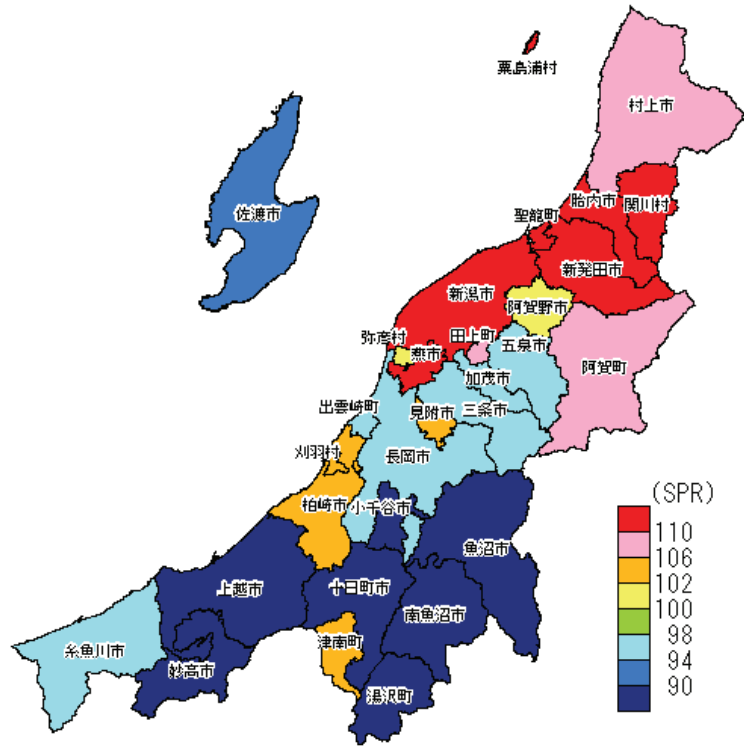 粟島浦村
村上市
佐渡市
胎内市
関川村
聖籠町
新発田市
新潟市
阿賀野市
弥彦村
田上町
燕市
五泉市
加茂市
阿賀町
出雲崎町
見附市
三条市
刈羽村
長岡市
柏崎市
小千谷市
魚沼市
上越市
十日町市
南魚沼市
津南町
糸魚川市
妙高市
湯沢町
(SPR)
110
106
102
100
98
94
90